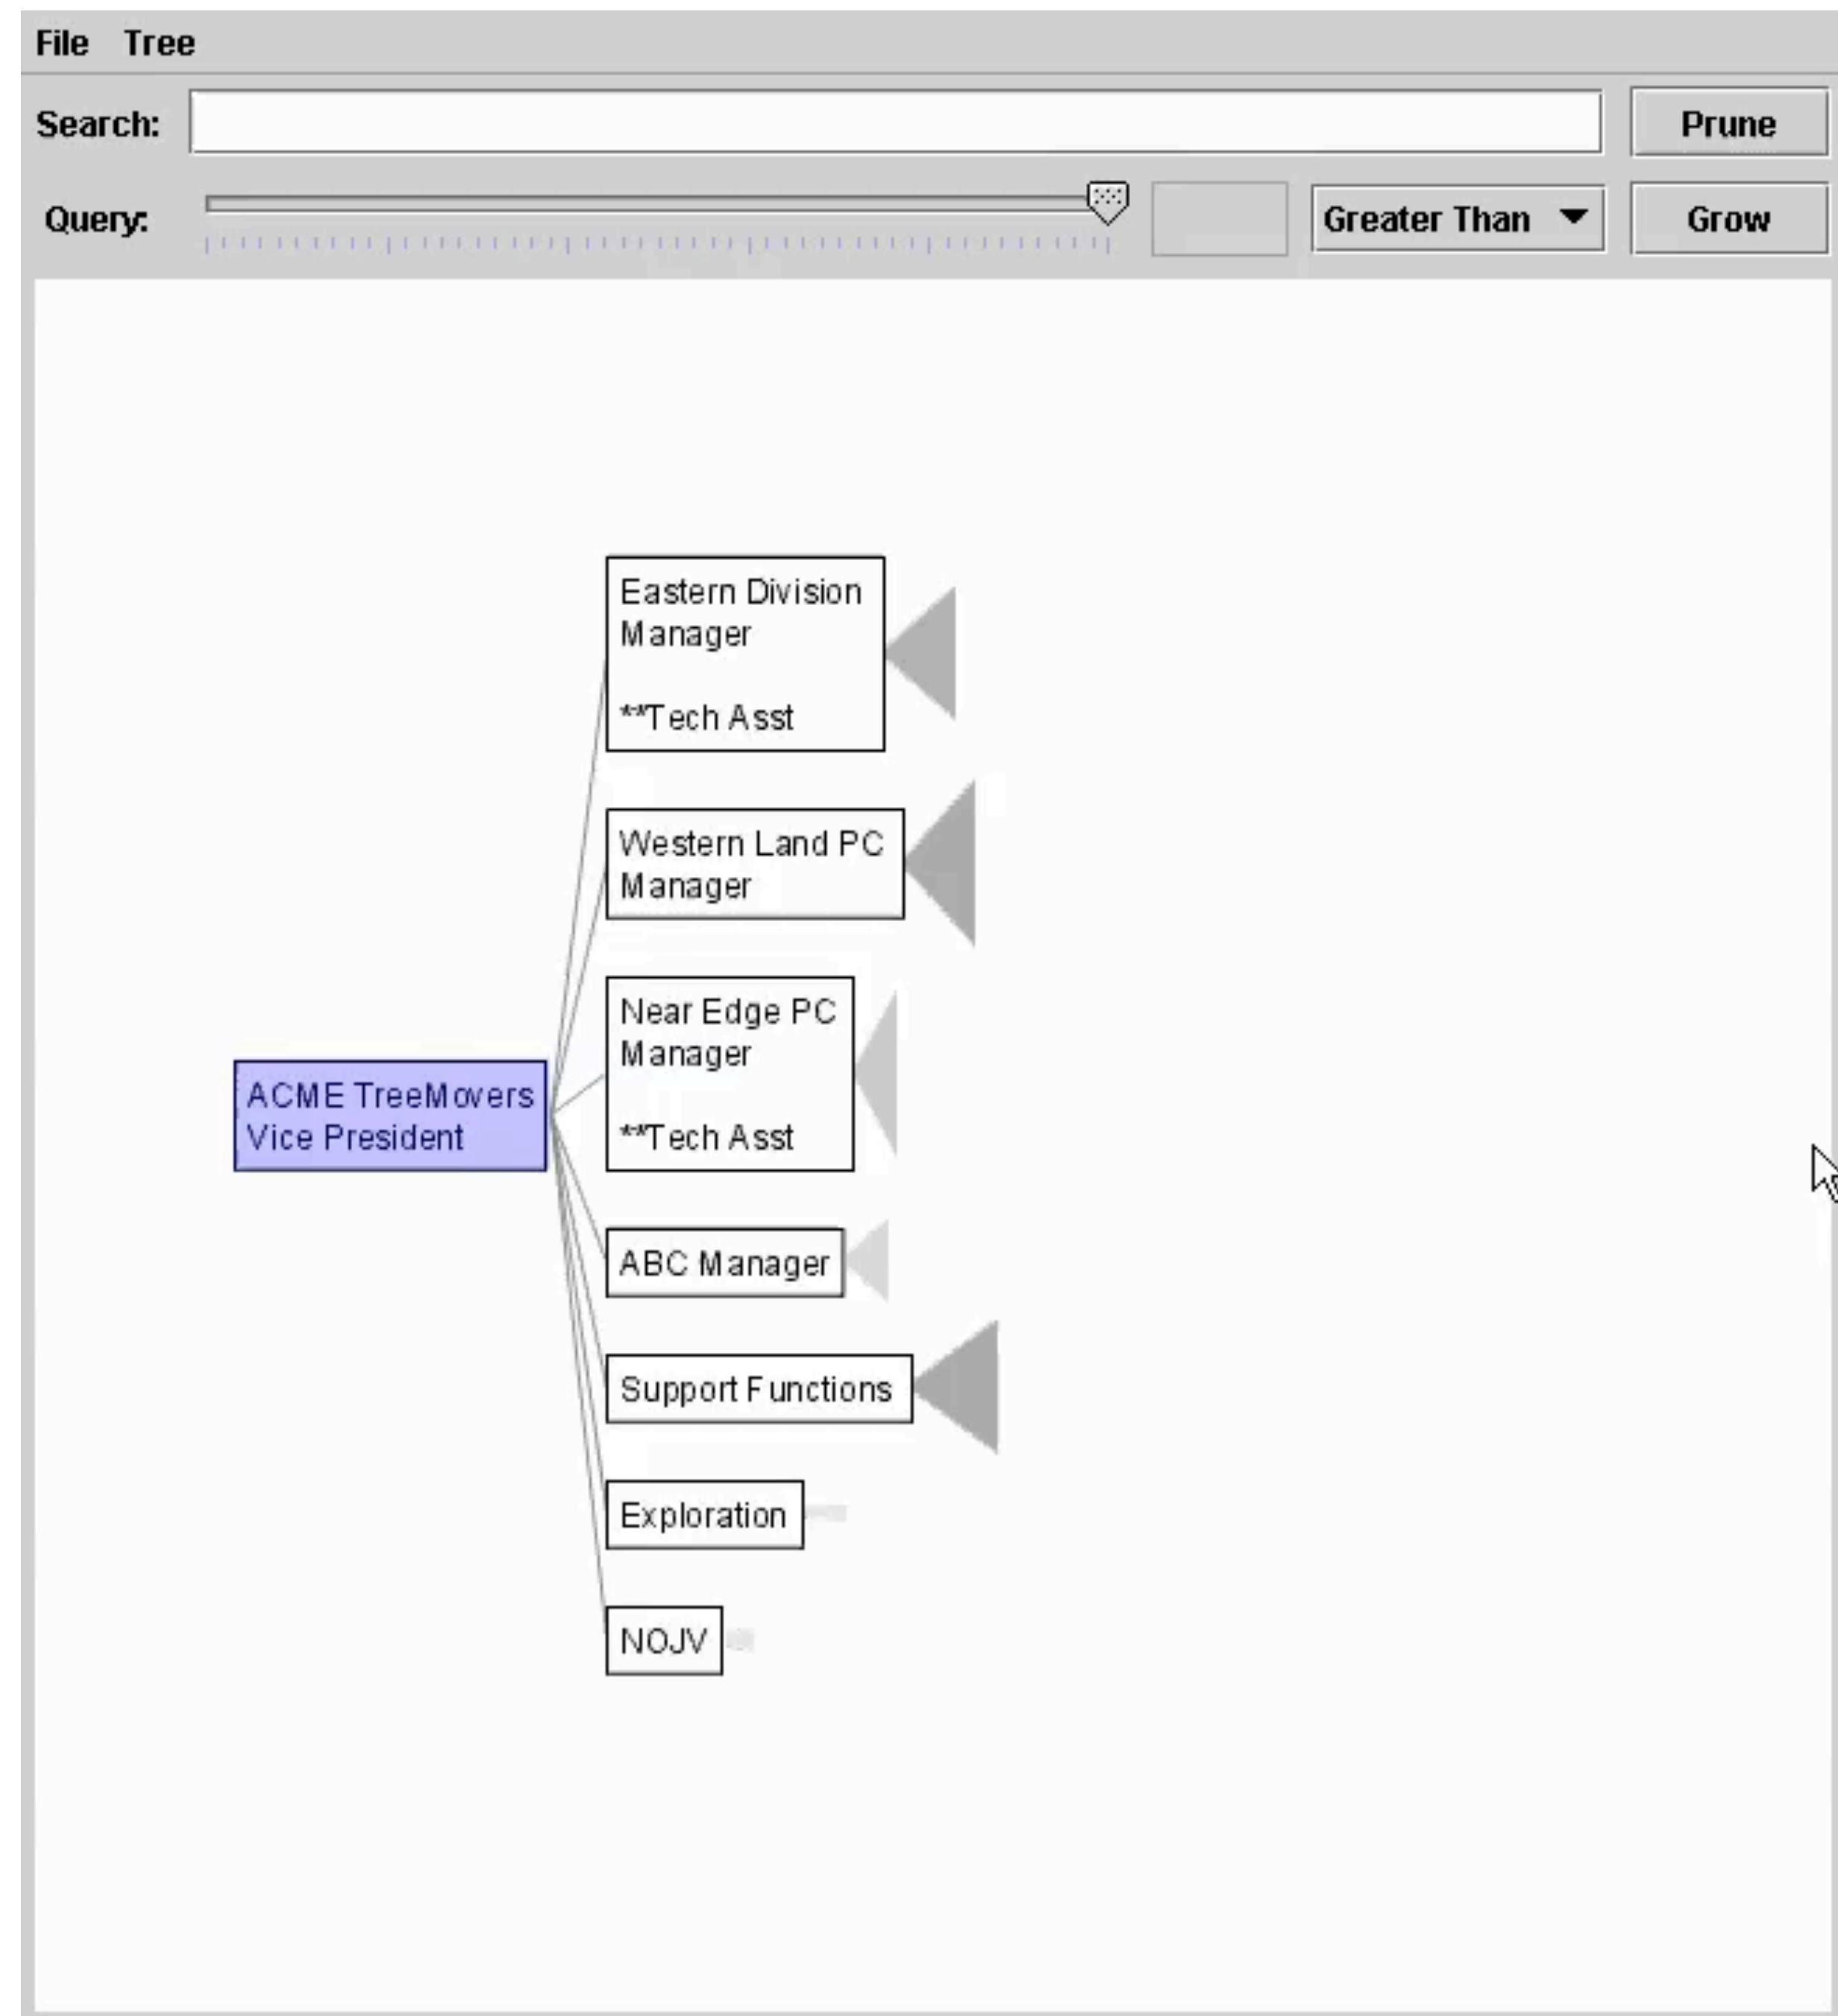 File Tree
Search:
Prune
Query:
Greater Than
Grow
Eastern Division
Manager
**Tech Asst
Western Land PC
Manager
Near Edge PC
Manager
**Tech Asst
ACME TreeMovers
Vice President
ABC Manager
Support Functions
Exploration
NOJV